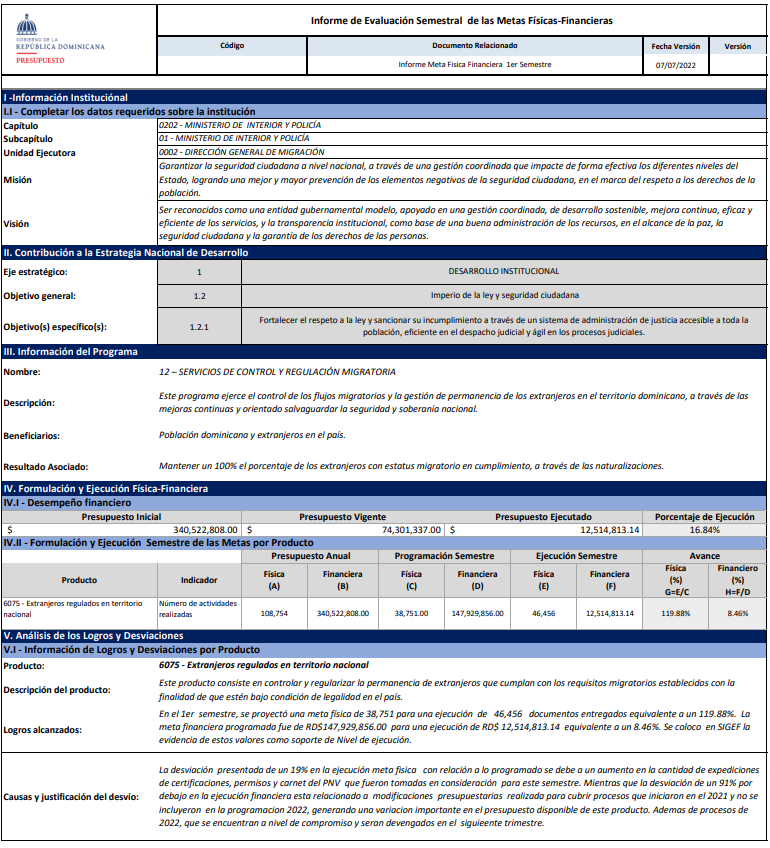 Informe de Evaluación Semestral de las Metas Físicas-Financieras
GOBIERNO DE LA
REPÚBLICA DOMINICANA
PRESUPUESTO
Código Documento Relacionado Fecha Versión Versión
Informe Meta Fisica Financiera 1er Semestre 07/07/2022
I -Información Institucional
I.I - Completar los datos requeridos sobre la institución
Capítulo 0202 - MINISTERIO DE INTERIOR Y POLICÍA
Subcapítulo 01 - MINISTERIO DE INTERIOR Y POLICÍA
Unidad Ejecutora 0002 - DIRECCIÓN GENERAL DE MIGRACIÓN
Misión Garantizar la seguridad ciudadana a nivel nacional, a través de una gestión coordinada que impacte de forma efectiva los diferentes niveles del
Estado, logrando una mejor y mayor prevención de los elementos negativos de la seguridad ciudadana, en el marco del respeto a los derechos de la
población.
Visión Ser reconocidos como una entidad gubernamental modelo, apoyado en una gestión coordinada, de desarrollo sostenible, mejora continua, eficaz y
eficiente de los servicios, y la transparencia institucional, como base de una buena administración de los recursos, en el alcance de la paz, la
seguridad ciudadana y la garantía de los derechos de las personas.
II. Contribución a la Estrategia Nacional de Desarrollo
Eje estratégico: 1 DESARROLLO INSTITUCIONAL
Objetivo general: 1.2 Imperio de la ley y seguridad ciudadana
Objetivo(s) específico(s): 1.2.1 Fortalecer el respeto a la ley y sancionar su incumplimiento a través de un sistema de administración de justicia accesible a toda la
población, eficiente en el despacho judicial y ágil en los procesos judiciales.
III. Información del Programa
Nombre: 12 – SERVICIOS DE CONTROL Y REGULACIÓN MIGRATORIA
Descripción: Este programa ejerce el control de los flujos migratorios y la gestión de permanencia de los extranjeros en el territorio dominicano, a través de las
mejoras continuas y orientado salvaguardar la seguridad y soberanía nacional.
Beneficiarios: Población dominicana y extranjeros en el país.
Resultado Asociado: Mantener un 100% el porcentaje de los extranjeros con estatus migratorio en cumplimiento, a través de las naturalizaciones.
IV. Formulación y Ejecución Física-Financiera
IV.I - Desempeño financiero
Presupuesto Inicial Presupuesto Vigente Presupuesto Ejecutado Porcentaje de Ejecución
$ 340,522,808.00 $ 74,301,337.00 $ 12,514,813.14 16.84%
IV.II - Formulación y Ejecución Semestre de las Metas por Producto
Presupuesto Anual Programación Semestre Ejecución Semestre Avance
Producto Indicador Física (A) Financiera (B) Física (C) Financiera (D) Física (E) Financiera (F) Física (%) G=E/C Financiero (%) H=F/D
6075 - Extranjeros regulados en territorio nacional Número de actividades realizadas 108,754 340,522,808.00 38,751.00 147,929,856.00 46,456 12,514,813.14 119.88% 8.46%
V. Análisis de los Logros y Desviaciones
V.I - Información de Logros y Desviaciones por Producto
Producto: 6075 - Extranjeros regulados en territorio nacional
Descripción del producto: Este producto consiste en controlar y regularizar la permanencia de extranjeros que cumplan con los requisitos migratorios establecidos con la
finalidad de que estén bajo condición de legalidad en el país.
Logros alcanzados: En el 1er semestre, se proyectó una meta física de 38,751 para una ejecución de 46,456 documentos entregados equivalente a un 119.88%. La
meta financiera programada fue de RD$147,929,856.00 para una ejecución de RD$ 12,514,813.14 equivalente a un 8.46%. Se coloco en SIGEF la
evidencia de estos valores como soporte de Nivel de ejecución.
Causas y justificación del desvío: La desviación presentada de un 19% en la ejecución meta física con relación a lo programado se debe a un aumento en la cantidad de expediciones
de certificaciones, permisos y carnet del PNV que fueron tomadas en consideración para este semestre. Mientras que la desviación de un 91% por
debajo en la ejecución financiera esta relacionado a modificaciones presupuestarias realizada para cubrir procesos que iniciaron en el 2021 y no se
incluyeron en la programacion 2022, generando una variacion importante en el presupuesto disponible de este producto. Ademas de procesos de
2022, que se encuentran a nivel de compromiso y seran devengadas en el siguieente trimestre.